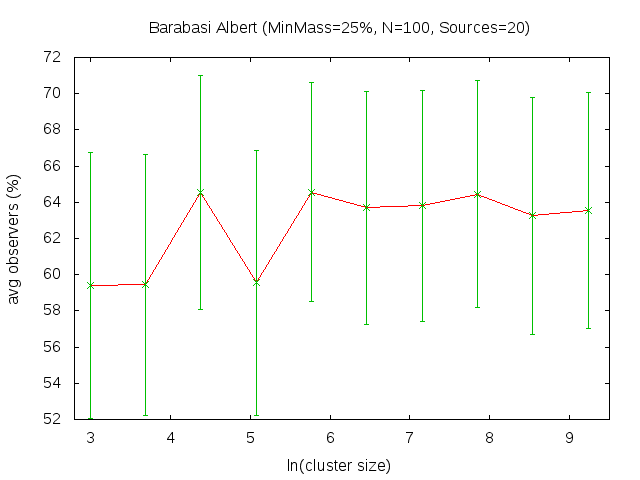 Barabasi Albert (MinMass=25%, N=100, Sources=20)
72
70
68
66
64
62
60
58
56
54
52
avg observers (%)
3 4 5 6 7 8 9
ln(cluster size)